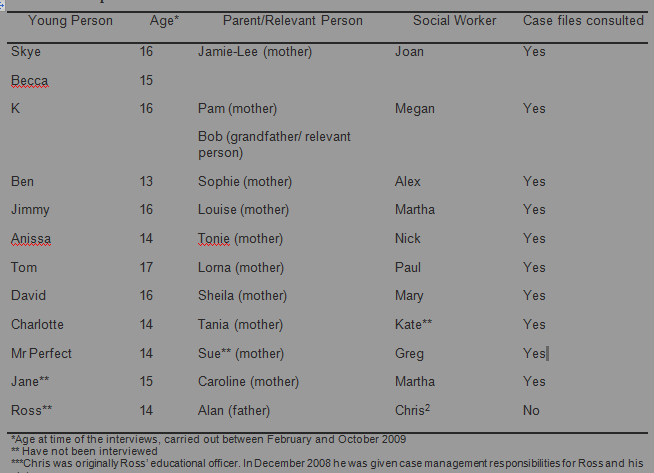 Young Person Age* Parent/Relevant Person Social Worker Case files consulted
Skye 16 Jamie-Lee (mother) Joan Yes
Becca 15
K 16 Pam (mother) Megan Yes
Bob (grandfather/ relevant
person)
Ben 13 Sophie (mother) Alex Yes
Jimmy 16 Louise (mother) Martha Yes
Anissa 14 Tonie (mother) Nick Yes
Tom 17 Lorna (mother) Paul Yes
David 16 Sheila (mother) Mary Yes
Charlotte 14 Tania (mother) Kate** Yes
Mr Perfect 14 Sue** (mother) Greg Yes
Jane** 15 Caroline (mother) Martha Yes
Ross** 14 Alan (father) Chris² No
*Age at time of the interviews, carried out between February and October 2009
** Have not been interviewed
***Chris was originally Ross' educational officer. In December 2008 he was given case management responsibilities for Ross and his